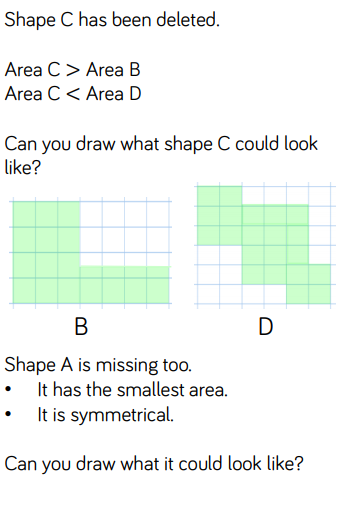 Shape C has been deleted.
Area C > Area B
Area C < Area D
Can you draw what shape C could look
like?
B
D
Shape A is missing too.
• It has the smallest area.
• It is symmetrical.
Can you draw what it could look like?